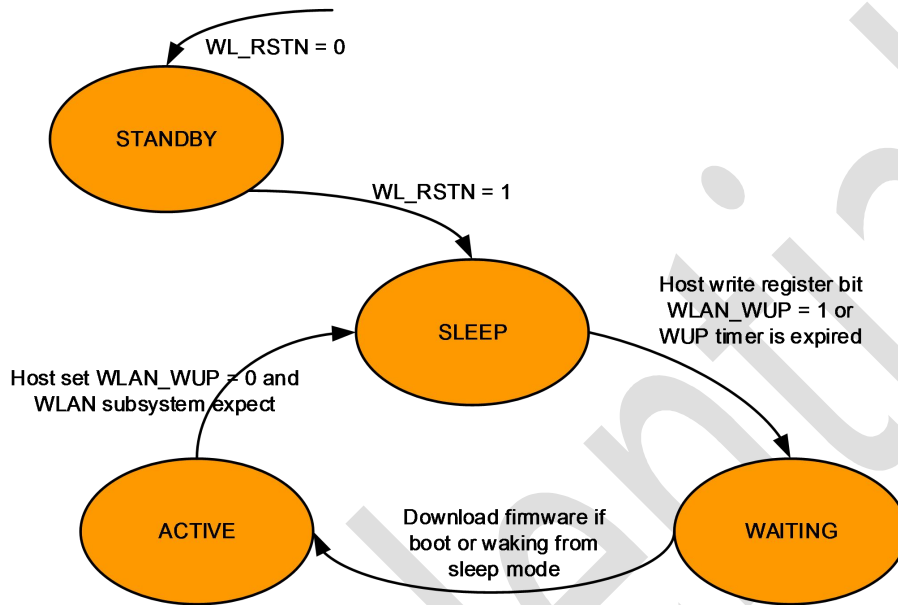 WL_RSTN = 0
STANDBY
WL_RSTN = 1
Host write register bit
WLAN_WUP = 1 or
WUP timer is expired
SLEEP
Host set WLAN_WUP = 0 and
WLAN subsystem expect
ACTIVE
Download firmware if
boot or waking from
sleep mode
WAITING